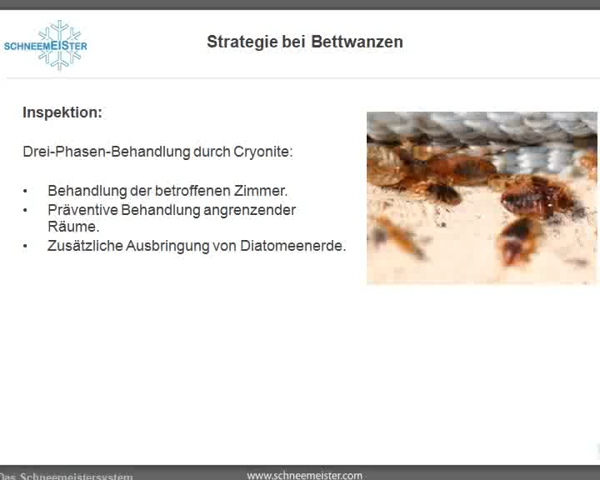 SCHNEEMEISTER
Strategie bei Bettwanzen
Inspektion:
Drei-Phasen-Behandlung durch Cryonite:
• Behandlung der betroffenen Zimmer.
• Präventive Behandlung angrenzender
Räume.
• Zusätzliche Ausbringung von Diatomeenerde.
Das Schneemeistersystem
www.schneemeister.com